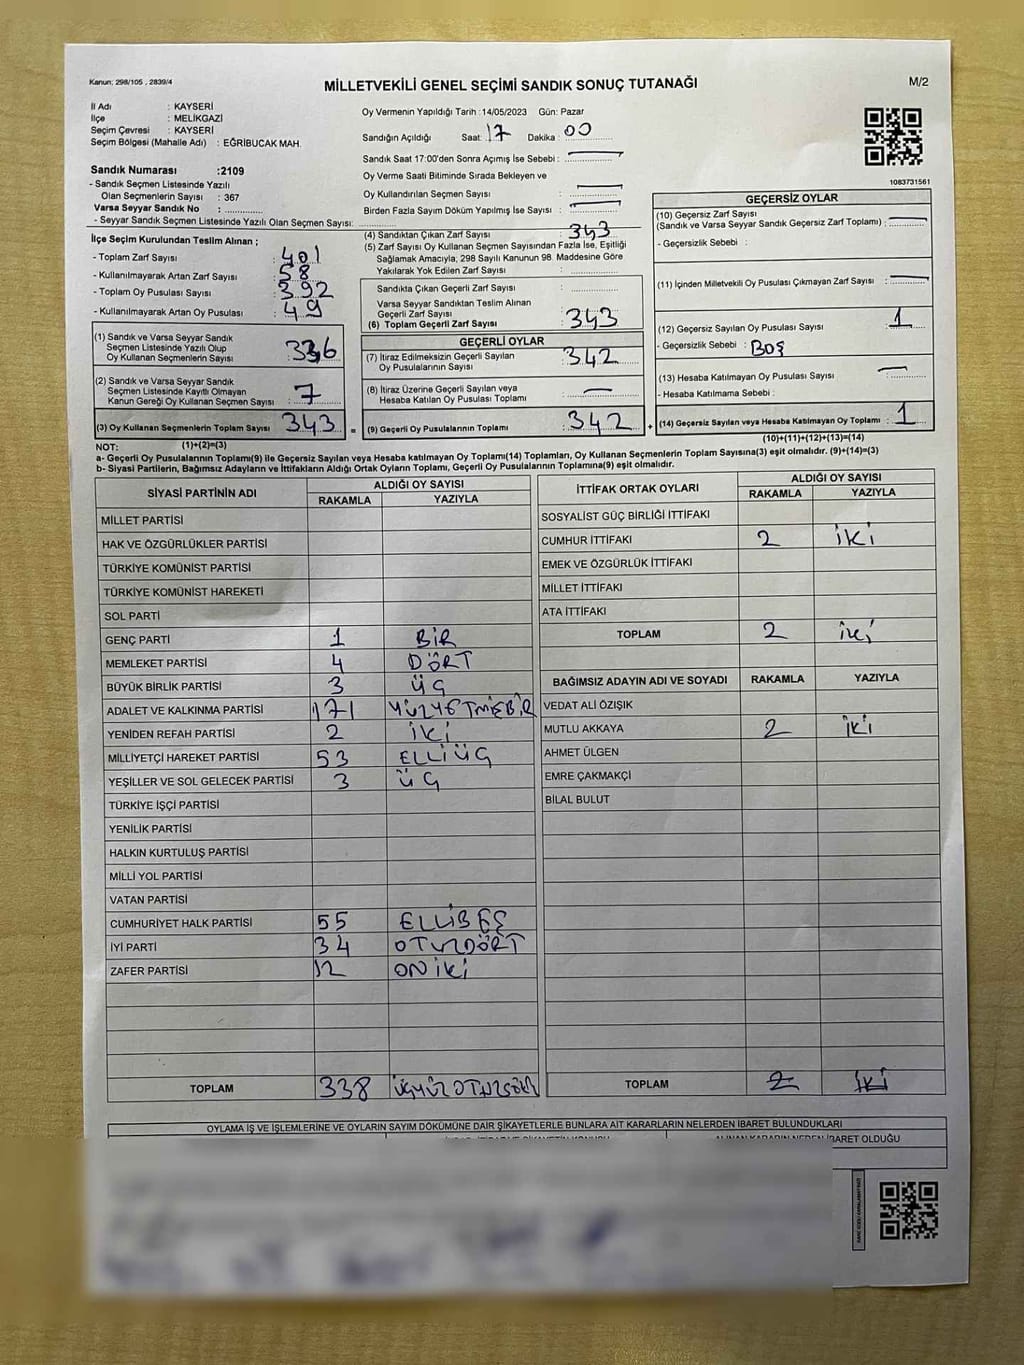 Kanun; 298/105 , 2839/4
MİLLETVEKİLİ GENEL SEÇİMİ SANDIK SONUÇ TUTANAĞI
M/2
İl Adı : KAYSERİ
İlçe : MELİKGAZİ
Seçim Çevresi : KAYSERİ
Seçim Bölgesi (Mahalle Adı) : EĞRİBUCAK MAH.
Sandık Numarası :2109
- Sandık Seçmen Listesinde Yazılı
Olan Seçmenlerin Sayısı : 367
Varsa Seyyar Sandık No :
- Seyyar Sandık Seçmen Listesinde Yazılı Olan Seçmen Sayısı:
Oy Vermenin Yapıldığı Tarih : 14/05/2023 Gün: Pazar
Sandığın Açıldığı Saat: 17 Dakika : 00
Sandık Saat 17:00'den Sonra Açımış İse Sebebi :
Oy Verme Saati Bitiminde Sırada Bekleyen ve
Oy Kullandırılan Seçmen Sayısı :
Birden Fazla Sayım Döküm Yapılmış İse Sayısı :
1083731561
İlçe Seçim Kurulundan Teslim Alınan ;
- Toplam Zarf Sayısı : 401
- Kullanılmayarak Artan Zarf Sayısı : 58
- Toplam Oy Pusulası Sayısı : 392
- Kullanılmayarak Artan Oy Pusulası : 49
(1) Sandık ve Varsa Seyyar Sandık
Seçmen Listesinde Yazılı Olup
Oy Kullanan Seçmenlerin Sayısı : 336
(2) Sandık ve Varsa Seyyar Sandık
Seçmen Listesinde Kayıtlı Olmayan
Kanun Gereği Oy Kullanan Seçmen Sayısı : 7
(3) Oy Kullanan Seçmenlerin Toplam Sayısı : 343
(4) Sandıktan Çıkan Zarf Sayısı : 343
(5) Zarf Sayısı Oy Kullanan Seçmen Sayısından Fazla İse, Eşitliği
Sağlamak Amacıyla; 298 Sayılı Kanunun 98. Maddesine Göre
Yakılarak Yok Edilen Zarf Sayısı :
Sandıkta Çıkan Geçerli Zarf Sayısı :
Varsa Seyyar Sandıktan Teslim Alınan
Geçerli Zarf Sayısı :
(6) Toplam Geçerli Zarf Sayısı : 343
GEÇERLİ OYLAR
(7) İtiraz Edilmeksizin Geçerli Sayılan
Oy Pusulalarının Sayısı : 342
(8) İtiraz Üzerine Geçerli Sayılan veya
Hesaba Katılan Oy Pusulası Toplamı : —
= (9) Geçerli Oy Pusulalarının Toplamı : 342
GEÇERSİZ OYLAR
(10) Geçersiz Zarf Sayısı
(Sandık ve Varsa Seyyar Sandık Geçersiz Zarf Toplamı) :
- Geçersizlik Sebebi :
(11) İçinden Milletvekili Oy Pusulası Çıkmayan Zarf Sayısı :
(12) Geçersiz Sayılan Oy Pusulası Sayısı : 1
- Geçersizlik Sebebi : BOŞ
(13) Hesaba Katılmayan Oy Pusulası Sayısı : —
- Hesaba Katılmama Sebebi :
+ (14) Geçersiz Sayılan veya Hesaba Katılmayan Oy Toplamı : 1
NOT: (1)+(2)=(3)
(10)+(11)+(12)+(13)=(14)
a- Geçerli Oy Pusulalarının Toplamı(9) ile Geçersiz Sayılan veya Hesaba katılmayan Oy Toplamı(14) Toplamları, Oy Kullanan Seçmenlerin Toplam Sayısına(3) eşit olmalıdır. (9)+(14)=(3)
b- Siyasi Partilerin, Bağımsız Adayların ve İttifakların Aldığı Ortak Oyların Toplamı, Geçerli Oy Pusulalarının Toplamına(9) eşit olmalıdır.
SİYASİ PARTİNİN ADI ALDIĞI OY SAYISI
RAKAMLA YAZIYLA
MİLLET PARTİSİ
HAK VE ÖZGÜRLÜKLER PARTİSİ
TÜRKİYE KOMÜNİST PARTİSİ
TÜRKİYE KOMÜNİST HAREKETİ
SOL PARTİ
GENÇ PARTİ 1 BİR
MEMLEKET PARTİSİ 4 DÖRT
BÜYÜK BİRLİK PARTİSİ 3 ÜÇ
ADALET VE KALKINMA PARTİSİ 171 YÜZYETMİŞBİR
YENİDEN REFAH PARTİSİ 2 İKİ
MİLLİYETÇİ HAREKET PARTİSİ 53 ELLİÜÇ
YEŞİLLER VE SOL GELECEK PARTİSİ 3 ÜÇ
TÜRKİYE İŞÇİ PARTİSİ
YENİLİK PARTİSİ
HALKIN KURTULUŞ PARTİSİ
MİLLİ YOL PARTİSİ
VATAN PARTİSİ
CUMHURİYET HALK PARTİSİ 55 ELLİBEŞ
İYİ PARTİ 34 OTUZDÖRT
ZAFER PARTİSİ 12 ONİKİ
TOPLAM 338 ÜÇYÜZOTUZSEKİZ
İTTİFAK ORTAK OYLARI ALDIĞI OY SAYISI
RAKAMLA YAZIYLA
SOSYALİST GÜÇ BİRLİĞİ İTTİFAKI
CUMHUR İTTİFAKI 2 İKİ
EMEK VE ÖZGÜRLÜK İTTİFAKI
MİLLET İTTİFAKI
ATA İTTİFAKI
TOPLAM 2 İKİ
BAĞIMSIZ ADAYIN ADI VE SOYADI RAKAMLA YAZIYLA
VEDAT ALİ ÖZIŞIK
MUTLU AKKAYA 2 İKİ
AHMET ÜLGEN
EMRE ÇAKMAKÇİ
BİLAL BULUT
TOPLAM 2 İKİ
OYLAMA İŞ VE İŞLEMLERİNE VE OYLARIN SAYIM DÖKÜMÜNE DAİR ŞİKAYETLERLE BUNLARA AİT KARARLARIN NELERDEN İBARET BULUNDUKLARI
ALINAN KARARIN NEDEN İBARET OLDUĞU